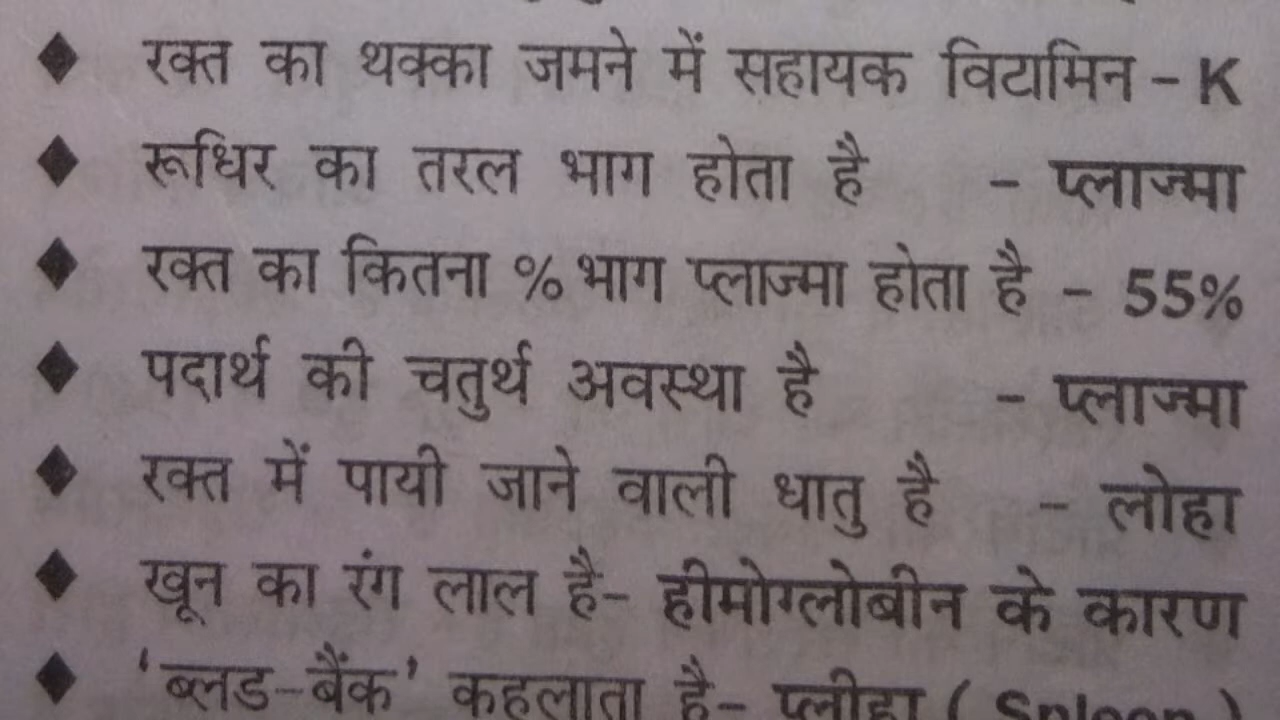 ◆ रक्त का थक्का जमने में सहायक विटामिन – K
◆ रूधिर का तरल भाग होता है – प्लाज्मा
◆ रक्त का कितना % भाग प्लाज्मा होता है – 55%
◆ पदार्थ की चतुर्थ अवस्था है – प्लाज्मा
◆ रक्त में पायी जाने वाली धातु है – लोहा
◆ खून का रंग लाल है– हीमोग्लोबीन के कारण
◆ 'ब्लड–बैंक' कहलाता है– प्लीहा ( Spleen )